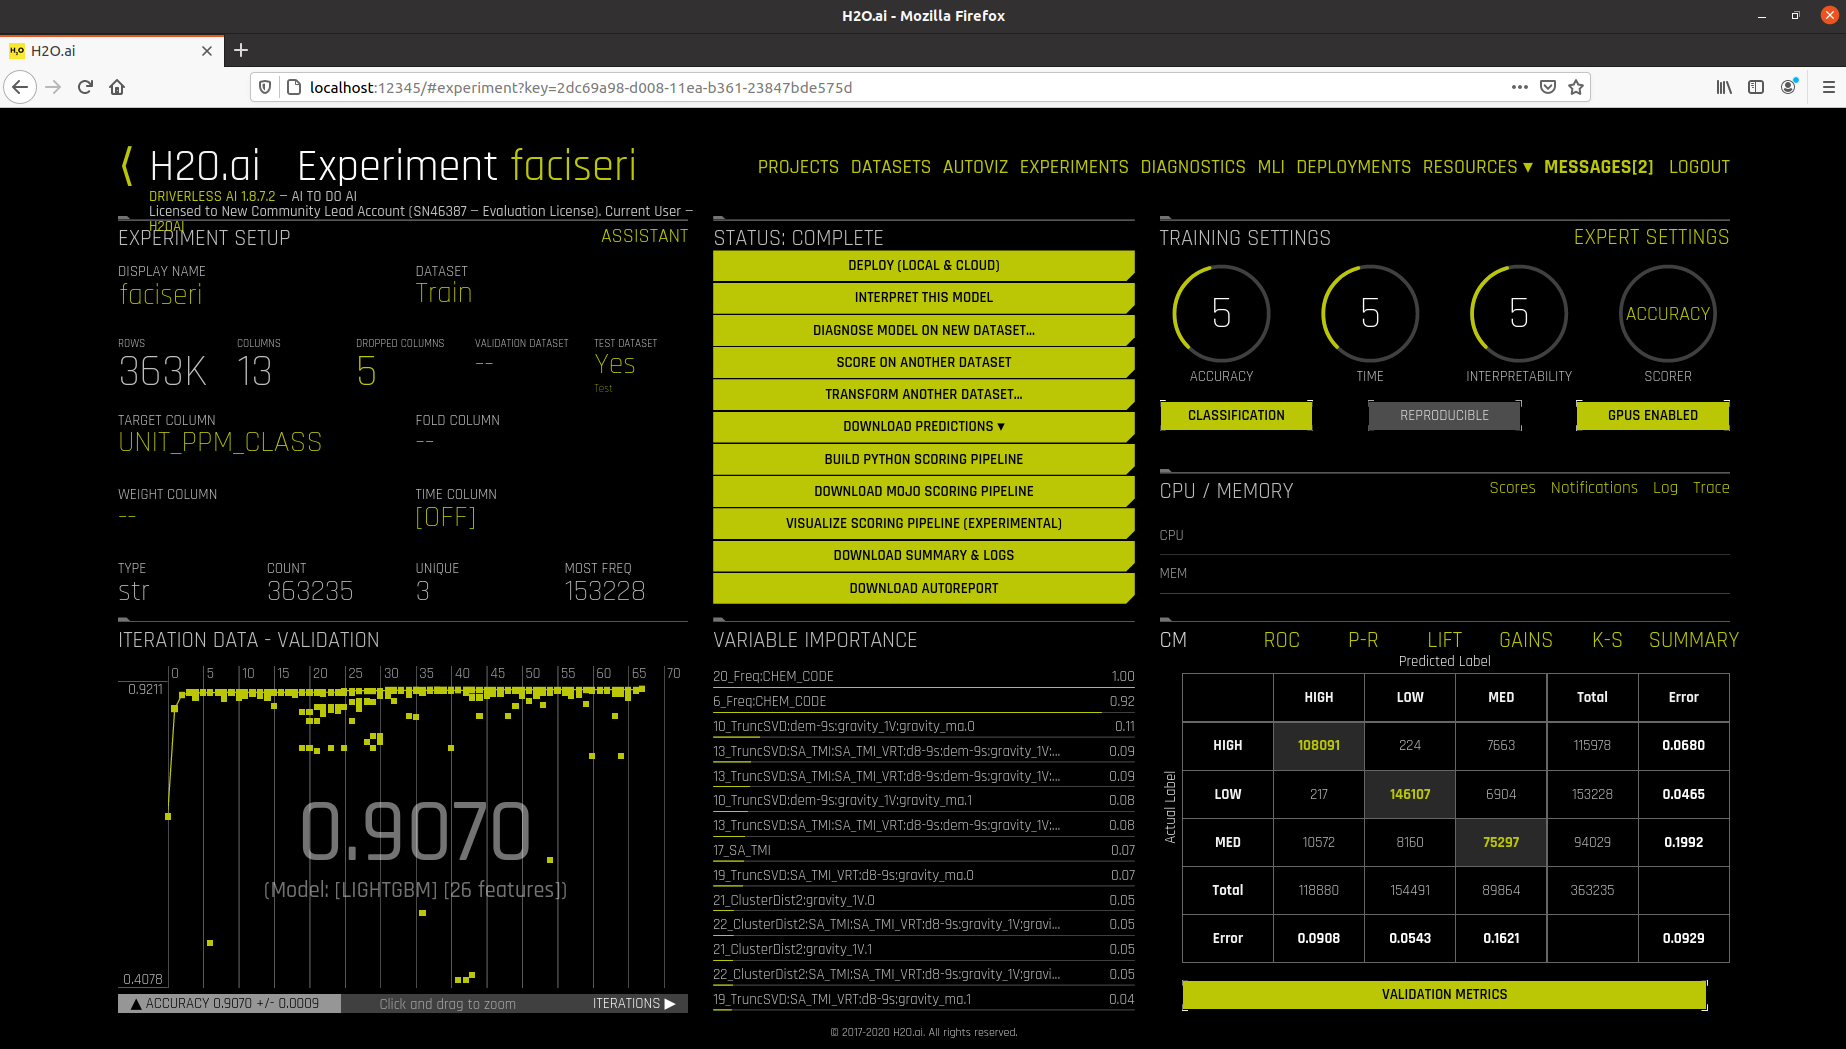 H2O.ai - Mozilla Firefox
H2O.ai
localhost:12345/#experiment?key=2dc69a98-d008-11ea-b361-23847bde575d
H2O.ai Experiment faciseri
DRIVERLESS AI 1.8.7.2 — AI TO DO AI
Licensed to New Community Lead Account (SN46387 — Evaluation License). Current User —
H2OAI
PROJECTS DATASETS AUTOVIZ EXPERIMENTS DIAGNOSTICS MLI DEPLOYMENTS RESOURCES ▾ MESSAGES[2] LOGOUT
EXPERIMENT SETUP ASSISTANT
DISPLAY NAME DATASET
faciseri Train
ROWS COLUMNS DROPPED COLUMNS VALIDATION DATASET TEST DATASET
363K 13 5 -- Yes
Test
TARGET COLUMN FOLD COLUMN
UNIT_PPM_CLASS --
WEIGHT COLUMN TIME COLUMN
-- [OFF]
TYPE COUNT UNIQUE MOST FREQ
str 363235 3 153228
STATUS: COMPLETE
DEPLOY (LOCAL & CLOUD)
INTERPRET THIS MODEL
DIAGNOSE MODEL ON NEW DATASET...
SCORE ON ANOTHER DATASET
TRANSFORM ANOTHER DATASET...
DOWNLOAD PREDICTIONS ▾
BUILD PYTHON SCORING PIPELINE
DOWNLOAD MOJO SCORING PIPELINE
VISUALIZE SCORING PIPELINE (EXPERIMENTAL)
DOWNLOAD SUMMARY & LOGS
DOWNLOAD AUTOREPORT
TRAINING SETTINGS EXPERT SETTINGS
5 5 5 ACCURACY
ACCURACY TIME INTERPRETABILITY SCORER
CLASSIFICATION REPRODUCIBLE GPUS ENABLED
CPU / MEMORY Scores Notifications Log Trace
CPU
MEM
ITERATION DATA - VALIDATION
0 5 10 15 20 25 30 35 40 45 50 55 60 65 70
0.9211
0.9070
(Model: [LIGHTGBM] [26 features])
0.4078
▲ ACCURACY 0.9070 +/- 0.0009 Click and drag to zoom ITERATIONS ▶
VARIABLE IMPORTANCE
20_Freq:CHEM_CODE 1.00
6_Freq:CHEM_CODE 0.92
10_TruncSVD:dem-9s:gravity_1V:gravity_ma.0 0.11
13_TruncSVD:SA_TMI:SA_TMI_VRT:d8-9s:dem-9s:gravity_1V:... 0.09
13_TruncSVD:SA_TMI:SA_TMI_VRT:d8-9s:dem-9s:gravity_1V:... 0.09
10_TruncSVD:dem-9s:gravity_1V:gravity_ma.1 0.08
13_TruncSVD:SA_TMI:SA_TMI_VRT:d8-9s:dem-9s:gravity_1V:... 0.08
17_SA_TMI 0.07
19_TruncSVD:SA_TMI_VRT:d8-9s:gravity_ma.0 0.07
21_ClusterDist2:gravity_1V.0 0.05
22_ClusterDist2:SA_TMI:SA_TMI_VRT:d8-9s:gravity_1V:gravi... 0.05
21_ClusterDist2:gravity_1V.1 0.05
22_ClusterDist2:SA_TMI:SA_TMI_VRT:d8-9s:gravity_1V:gravi... 0.05
19_TruncSVD:SA_TMI_VRT:d8-9s:gravity_ma.1 0.04
CM ROC P-R LIFT GAINS K-S SUMMARY
Predicted Label
Actual Label
HIGH LOW MED Total Error
HIGH 108091 224 7663 115978 0.0680
LOW 217 146107 6904 153228 0.0465
MED 10572 8160 75297 94029 0.1992
Total 118880 154491 89864 363235
Error 0.0908 0.0543 0.1621 0.0929
VALIDATION METRICS
© 2017-2020 H2O.ai. All rights reserved.